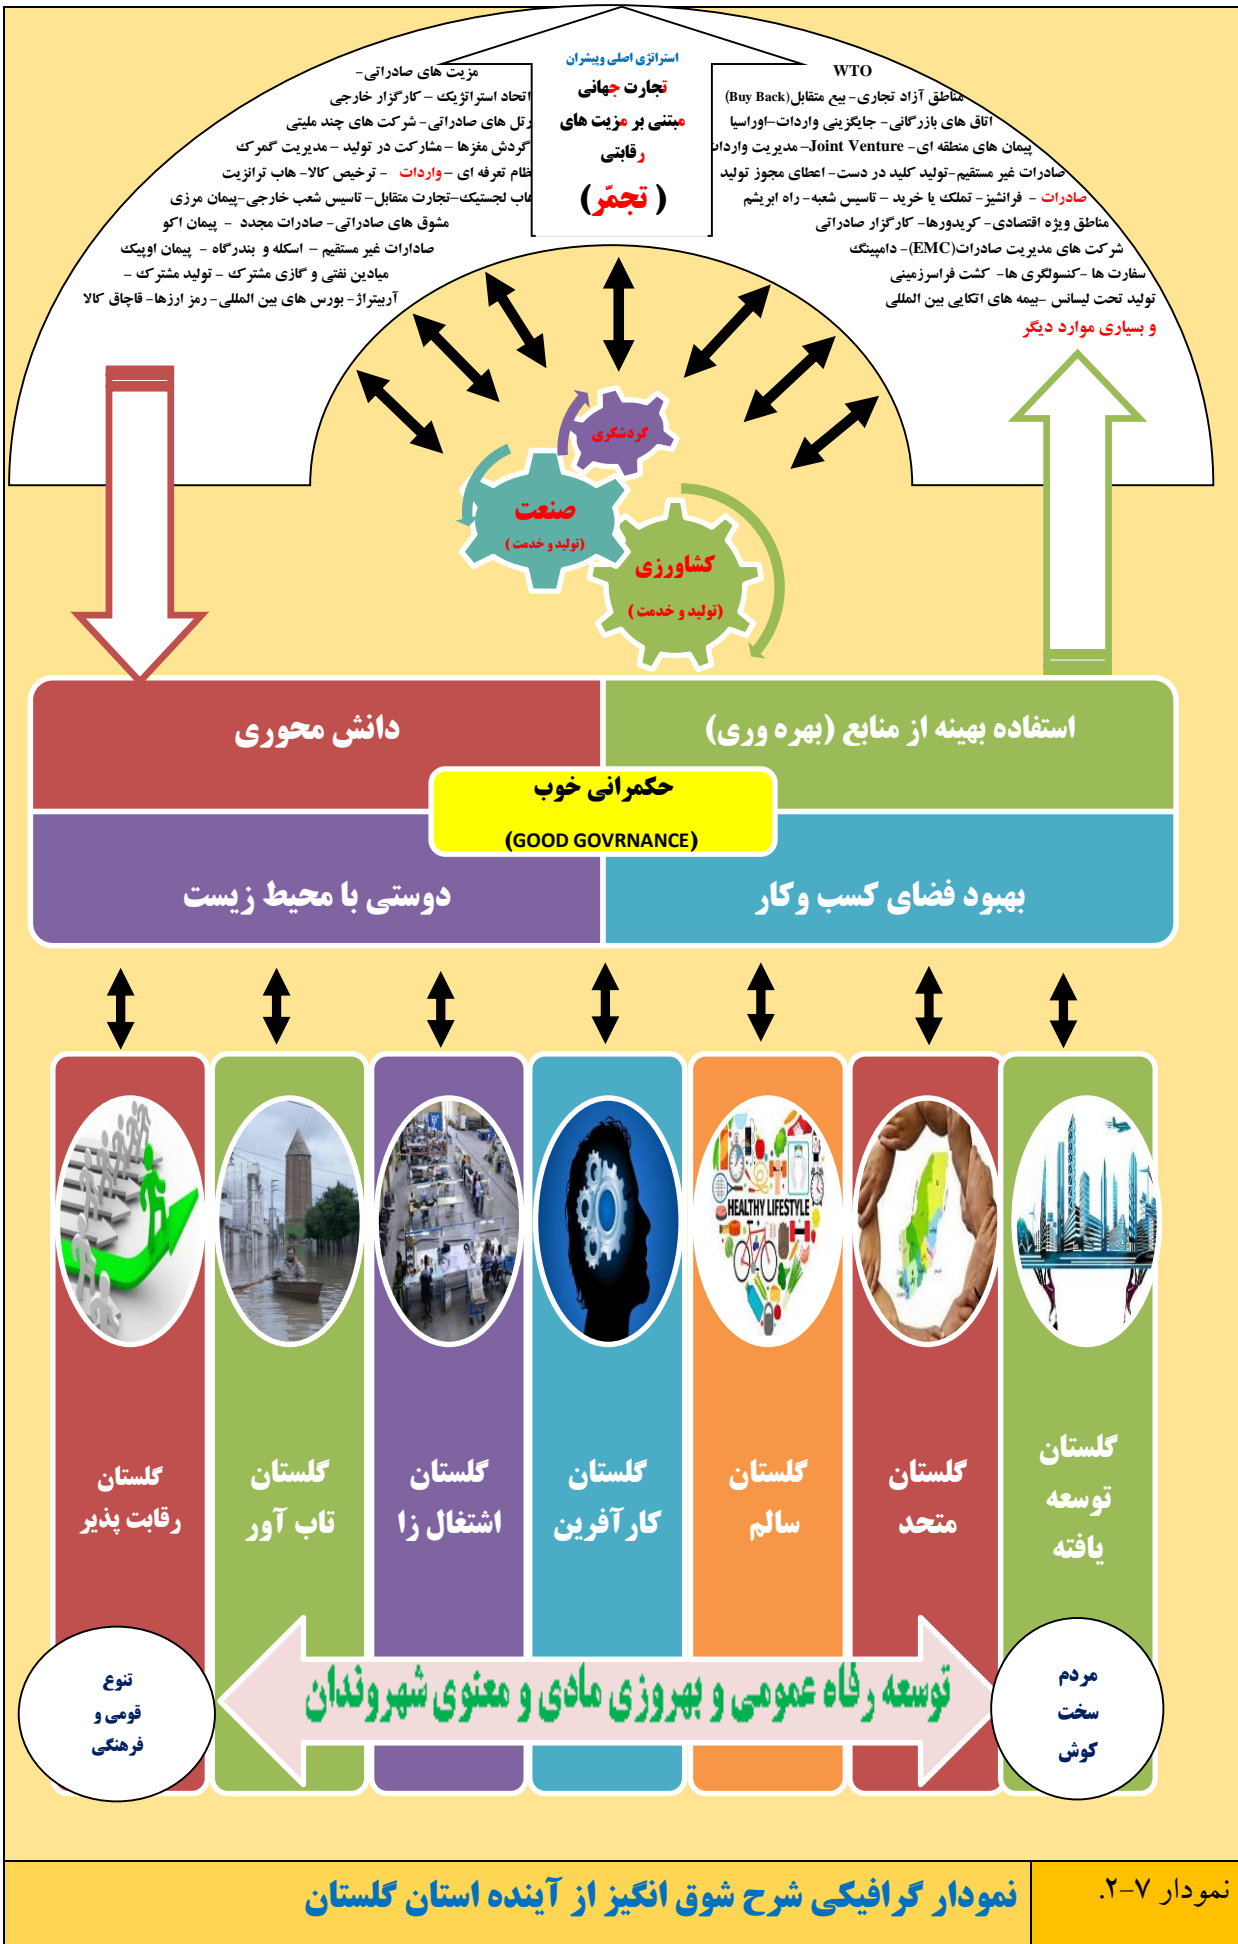 استراتژی اصلی وپیشران
تجارت جهانی
مبتنی بر مزیت های
رقابتی
( تجمّر)
WTO
مناطق آزاد تجاری- بیع متقابل(Buy Back)
اتاق های بازرگانی- جایگزینی واردات-اوراسیا
پیمان های منطقه ای- Joint Venture– مدیریت واردات
صادرات غیر مستقیم-تولید کلید در دست- اعطای مجوز تولید
صادرات - فرانشیز- تملک یا خرید – تاسیس شعبه- راه ابریشم
مناطق ویژه اقتصادی- کریدورها- کارگزار صادراتی
شرکت های مدیریت صادرات(EMC)- دامپینگ
سفارت ها -کنسولگری ها- کشت فراسرزمینی
تولید تحت لیسانس -بیمه های اتکایی بین المللی
و بسیاری موارد دیگر
مزیت های صادراتی-
اتحاد استراتژیک – کارگزار خارجی
رتل های صادراتی- شرکت های چند ملیتی
گردش مغزها – مشارکت در تولید – مدیریت گمرک
ظام تعرفه ای – واردات - ترخیص کالا- هاب ترانزیت
هاب لجستیک-تجارت متقابل- تاسیس شعب خارجی-پیمان مرزی
مشوق های صادراتی- صادرات مجدد - پیمان اکو
صادارات غیر مستقیم – اسکله و بندرگاه - پیمان اوپیک
میادین نفتی و گازی مشترک - تولید مشترک -
آربیتراژ- بورس های بین المللی- رمز ارزها- قاچاق کالا
گردشگری
صنعت
(تولید و خدمت )
کشاورزی
(تولید و خدمت )
استفاده بهینه از منابع (بهره وری)
دانش محوری
حکمرانی خوب
(GOOD GOVRNANCE)
بهبود فضای کسب وکار
دوستی با محیط زیست
HEALTHY LIFESTYLE
گلستان
توسعه
یافته
گلستان
متحد
گلستان
سالم
گلستان
کارآفرین
گلستان
اشتغال زا
گلستان
تاب آور
گلستان
رقابت پذیر
مردم
سخت
کوش
توسعه رفاه عمومی و بهروزی مادی و معنوی شهروندان
تنوع
قومی و
فرهنگی
نمودار ۷-۲.
نمودار گرافیکی شرح شوق انگیز از آینده استان گلستان